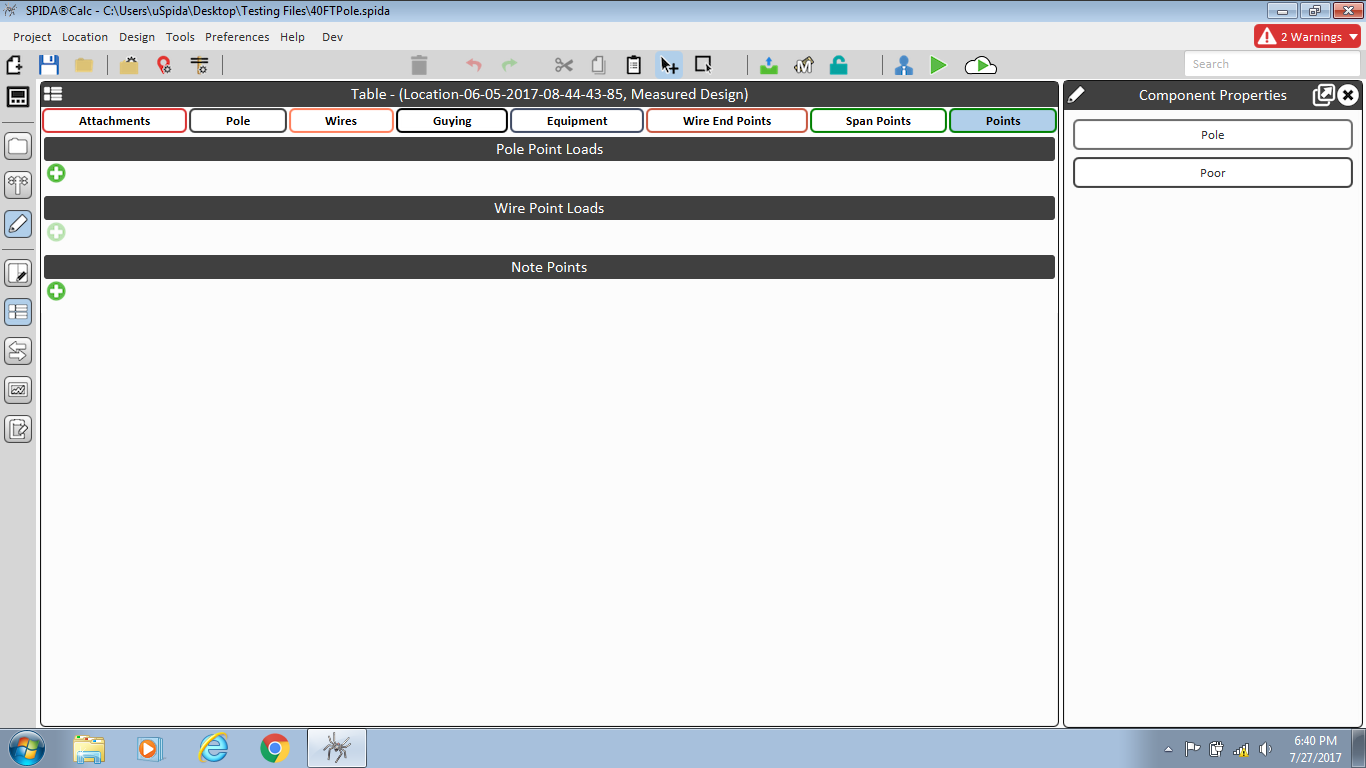 SPIDA®Calc - C:\Users\uSpida\Desktop\Testing Files\40FTPole.spida
Project Location Design Tools Preferences Help Dev
2 Warnings
Search
Table - (Location-06-05-2017-08-44-43-85, Measured Design)
Component Properties
Attachments Pole Wires Guying Equipment Wire End Points Span Points Points
Pole
Pole Point Loads
Poor
Wire Point Loads
Note Points
6:40 PM
7/27/2017